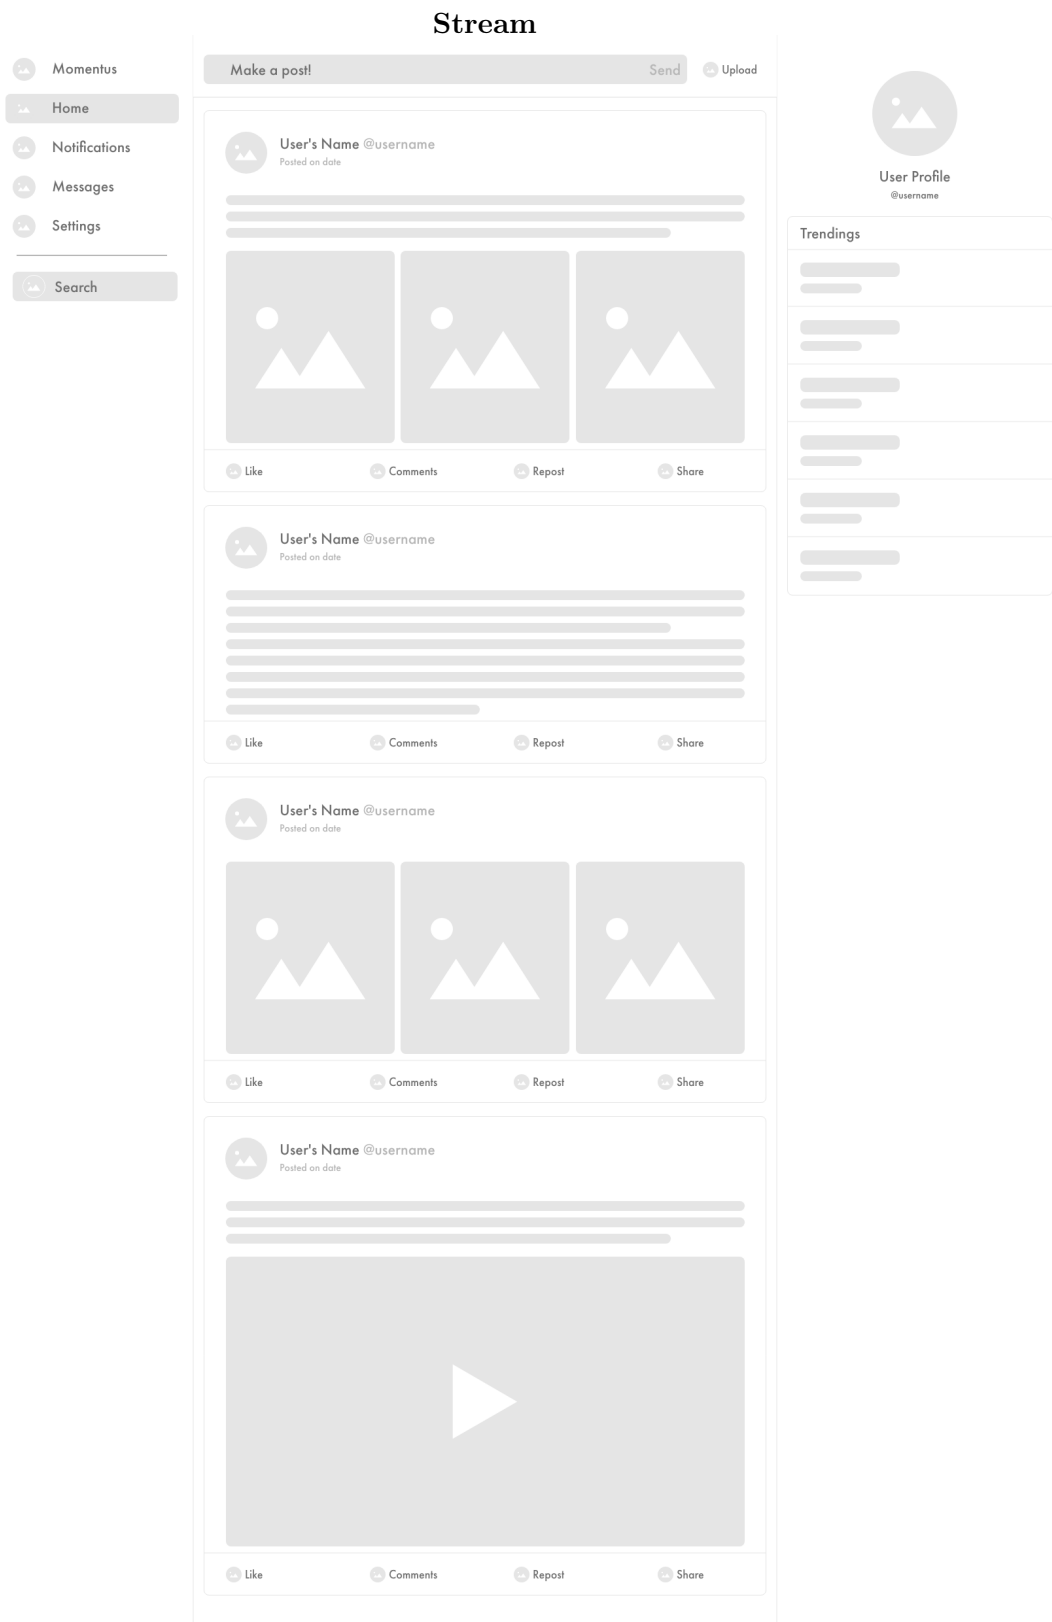 Stream
Momentus
Home
Notifications
Messages
Settings
Search
Make a post! Send Upload
User's Name @username
Posted on date
Like Comments Repost Share
User's Name @username
Posted on date
Like Comments Repost Share
User's Name @username
Posted on date
Like Comments Repost Share
User's Name @username
Posted on date
Like Comments Repost Share
User Profile
@username
Trendings